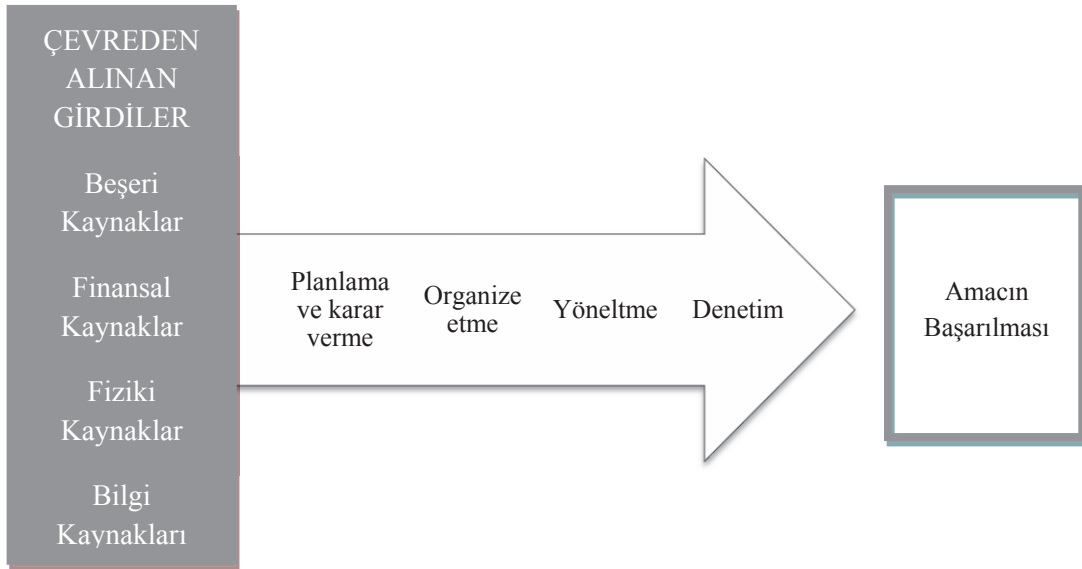 ÇEVREDEN
ALINAN
GİRDİLER
Beşeri
Kaynaklar
Finansal
Kaynaklar
Fiziki
Kaynaklar
Bilgi
Kaynakları
Planlama
ve karar
verme
Organize
etme
Yöneltme
Denetim
Amacın
Başarılması